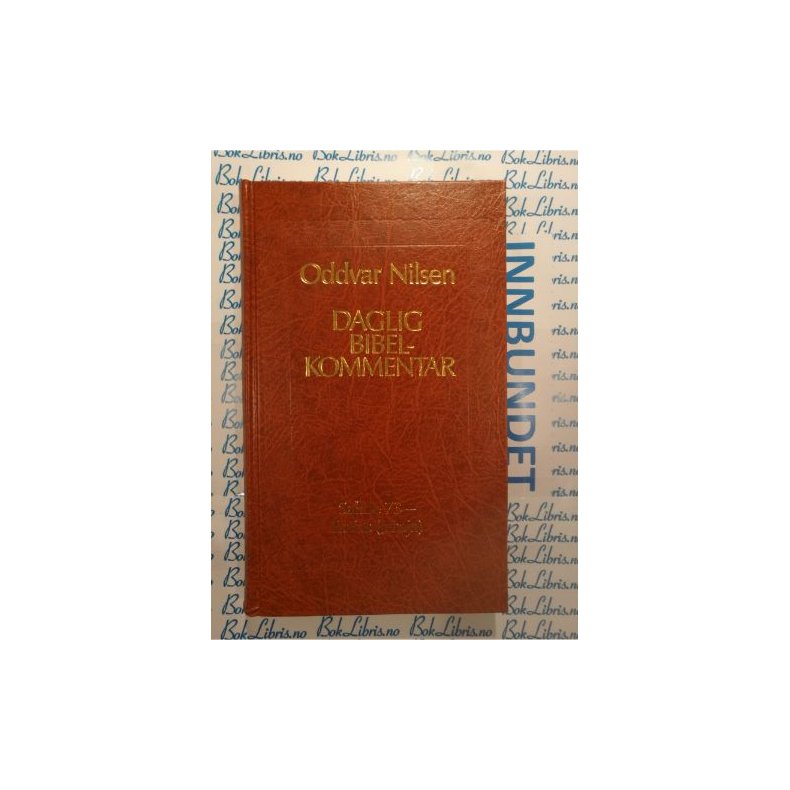 Oddvar Nilsen
DAGLIG
BIBEL-
KOMMENTAR
INNBUNDET
BokLibris.no